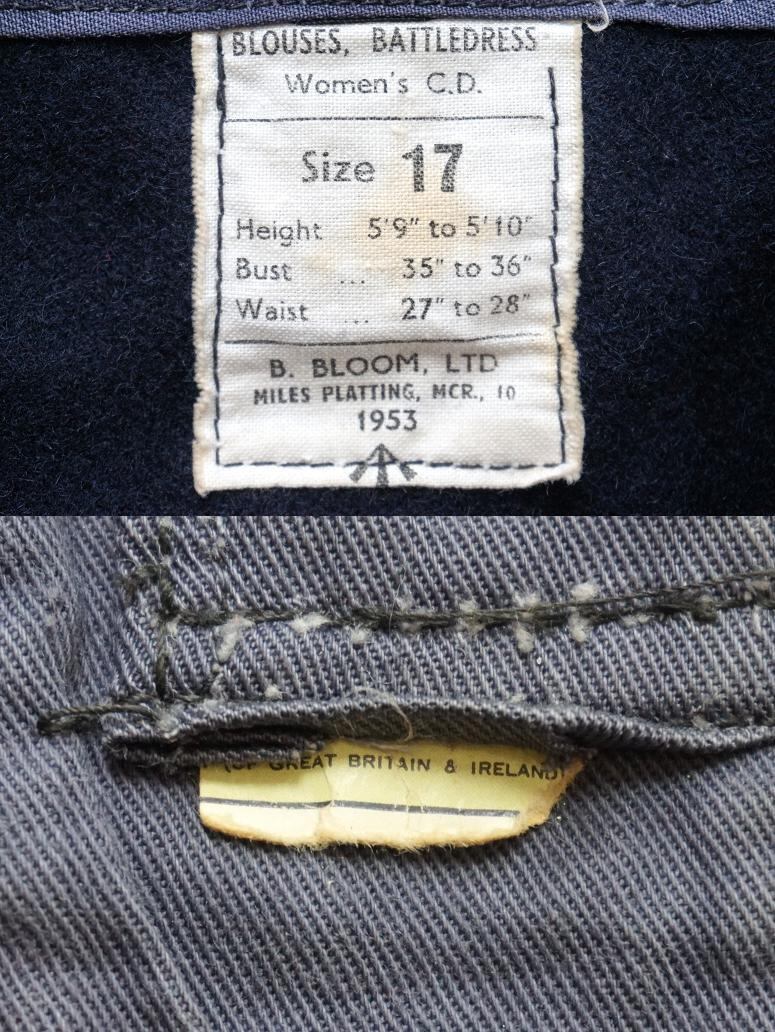 BLOUSES, BATTLEDRESS
Women's C.D.
Size 17
Height 5'9" to 5'10"
Bust ... 35" to 36"
Waist ... 27" to 28"
B. BLOOM, LTD
MILES PLATTING, MCR., 10
1953
(OF GREAT BRITAIN & IRELAND)